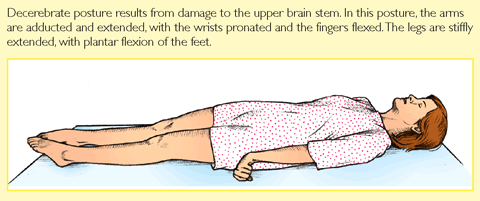 Decerebrate posture results from damage to the upper brain stem. In this posture, the arms
are adducted and extended, with the wrists pronated and the fingers flexed. The legs are stiffly
extended, with plantar flexion of the feet.